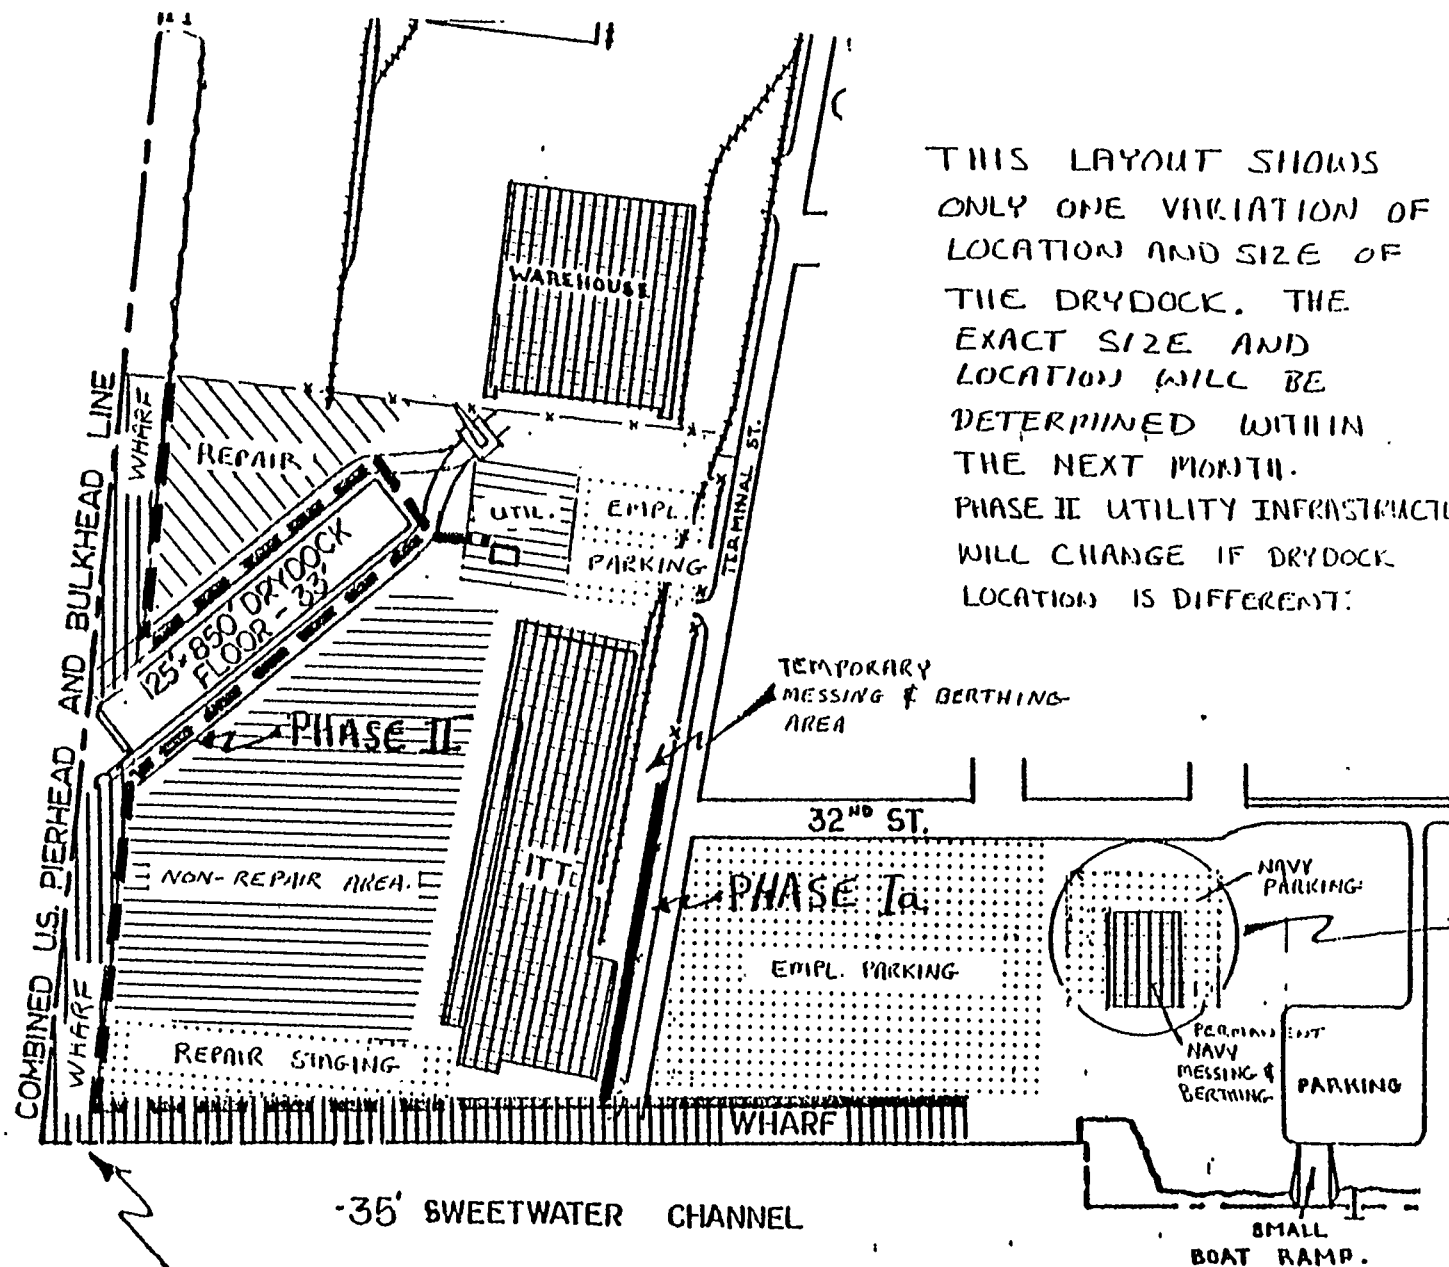 THIS LAYOUT SHOWS
ONLY ONE VARIATION OF
LOCATION AND SIZE OF
THE DRYDOCK. THE
EXACT SIZE AND
LOCATION WILL BE
DETERMINED WITHIN
THE NEXT MONTH.
PHASE II UTILITY INFRASTRUCTU
WILL CHANGE IF DRYDOCK
LOCATION IS DIFFERENT.
WAREHOUSE
COMBINED U.S. PIERHEAD AND BULKHEAD LINE
WHARF
REPAIR
UTIL.
EMPL.
PARKING
TERMINAL ST.
125' x 850' DRYDOCK
FLOOR - 33'
TEMPORARY
MESSING & BERTHING
AREA
PHASE II
32ND ST.
NON-REPAIR AREA.
PHASE Ia.
NAVY
PARKING
EMPL. PARKING
WHARF
REPAIR STAGING
PERMANENT
NAVY
MESSING &
BERTHING
PARKING
WHARF
-35' SWEETWATER CHANNEL
SMALL
BOAT RAMP.